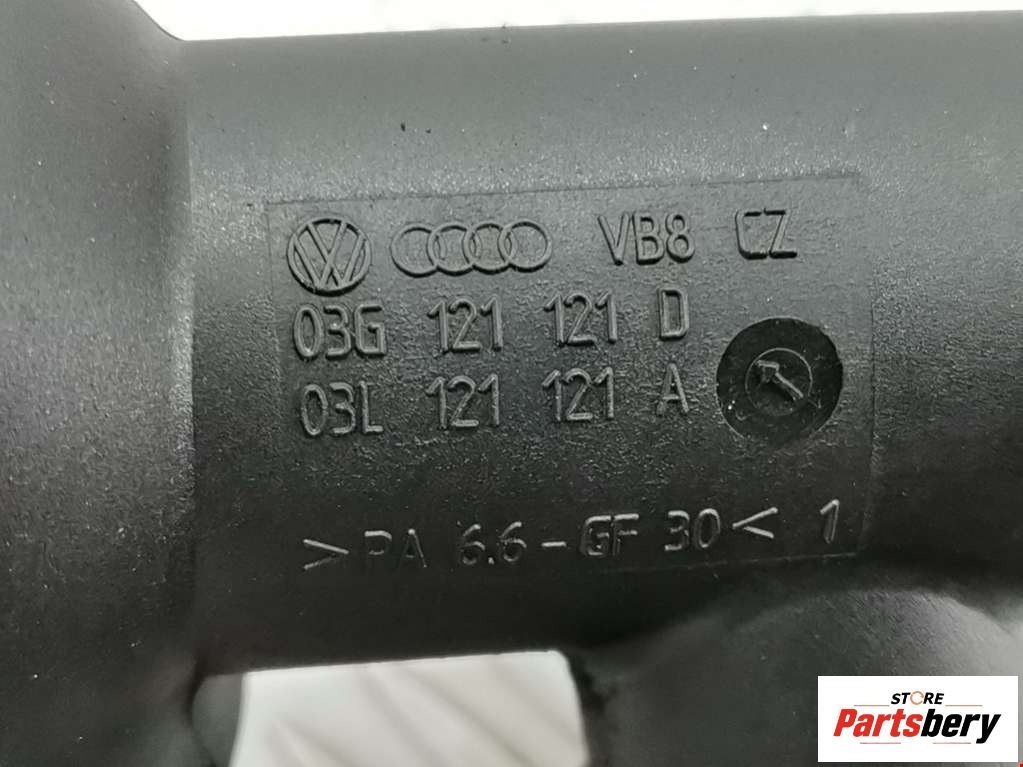 VB8 CZ
03G 121 121 D
03L 121 121 A
>PA 6.6-GF 30< 1
STORE
Partsbery